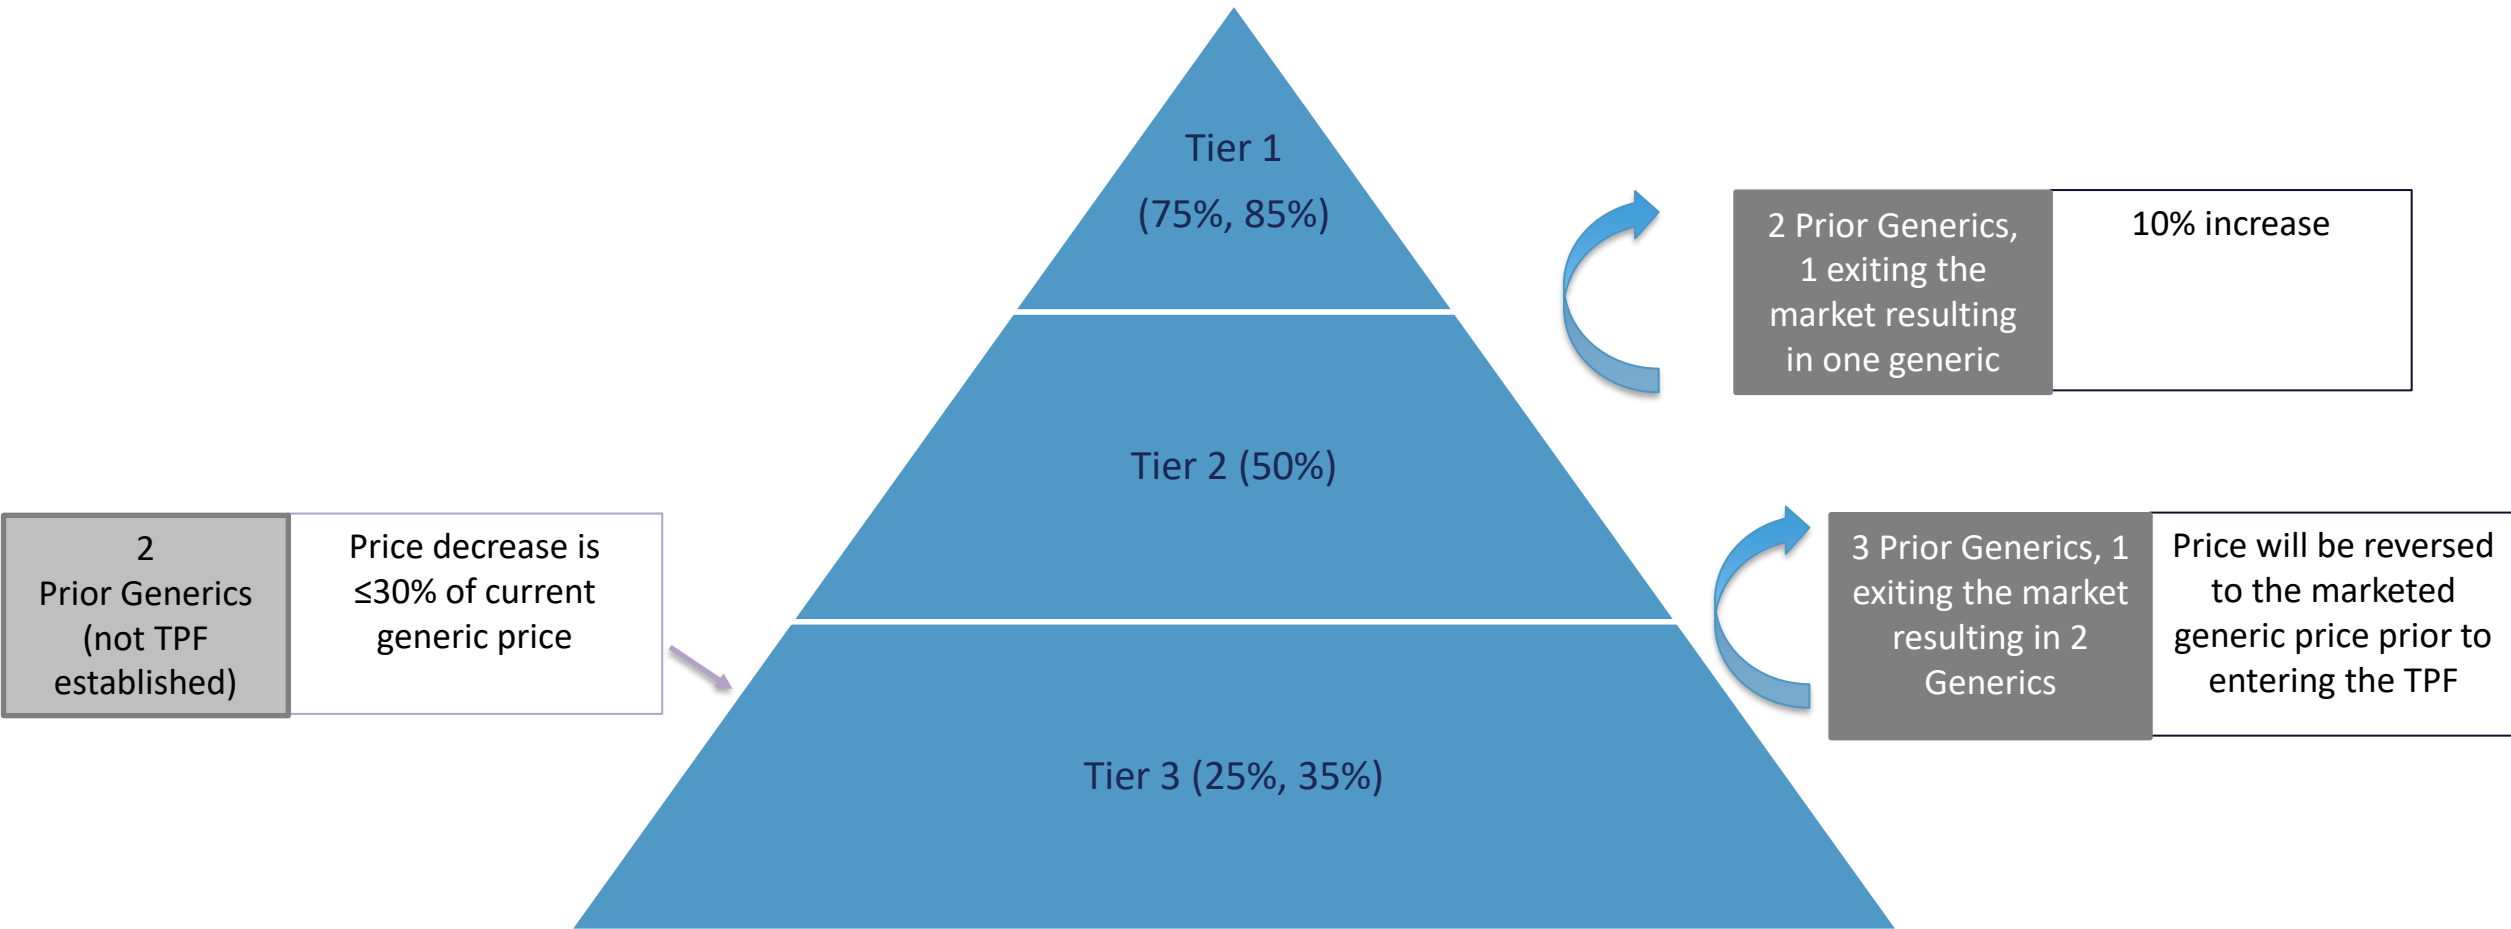 Tier 1
(75%, 85%)
2 Prior Generics,
1 exiting the
market resulting
in one generic
10% increase
Tier 2 (50%)
2
Prior Generics
(not TPF
established)
Price decrease is
≤30% of current
generic price
3 Prior Generics, 1
exiting the market
resulting in 2
Generics
Price will be reversed
to the marketed
generic price prior to
entering the TPF
Tier 3 (25%, 35%)